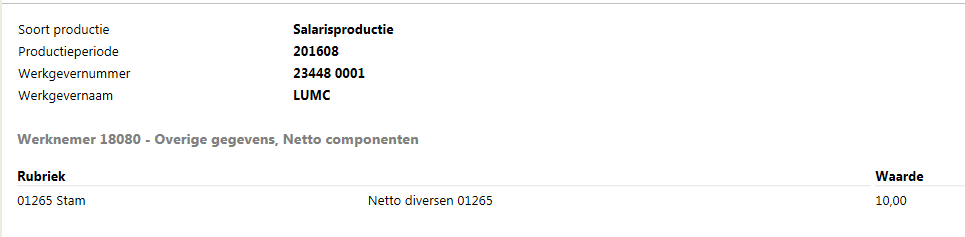 Soort productie Salarisproductie
Productieperiode 201608
Werkgevernummer 23448 0001
Werkgevernaam LUMC
Werknemer 18080 - Overige gegevens, Netto componenten
Rubriek Waarde
01265 Stam Netto diversen 01265 10,00